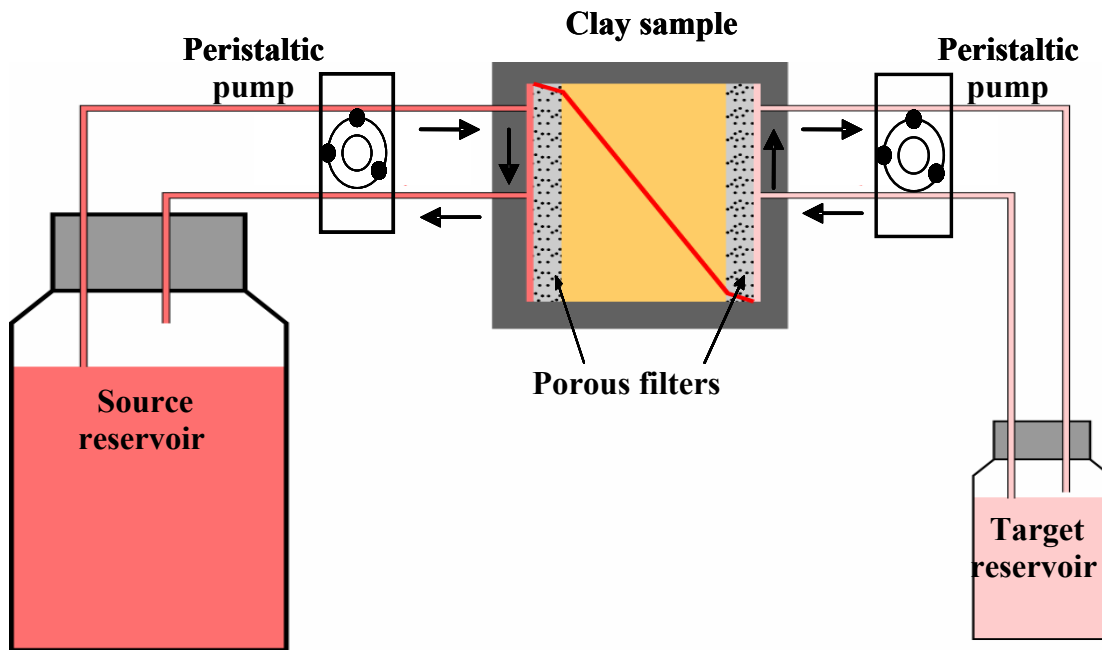 Clay sample
Peristaltic
pump
Peristaltic
pump
Porous filters
Source
reservoir
Target
reservoir